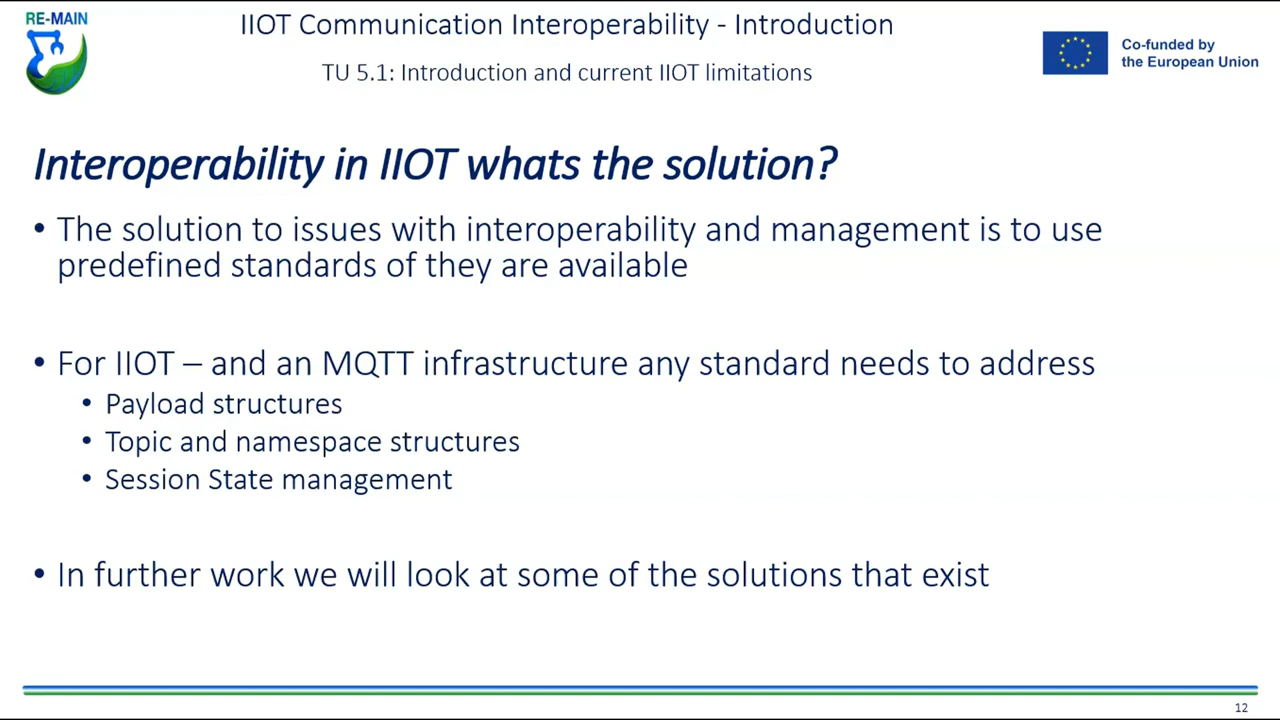 RE-MAIN
IIOT Communication Interoperability - Introduction
TU 5.1: Introduction and current IIOT limitations
Co-funded by
the European Union
Interoperability in IIOT whats the solution?
• The solution to issues with interoperability and management is to use
predefined standards of they are available
• For IIOT – and an MQTT infrastructure any standard needs to address
• Payload structures
• Topic and namespace structures
• Session State management
• In further work we will look at some of the solutions that exist
12